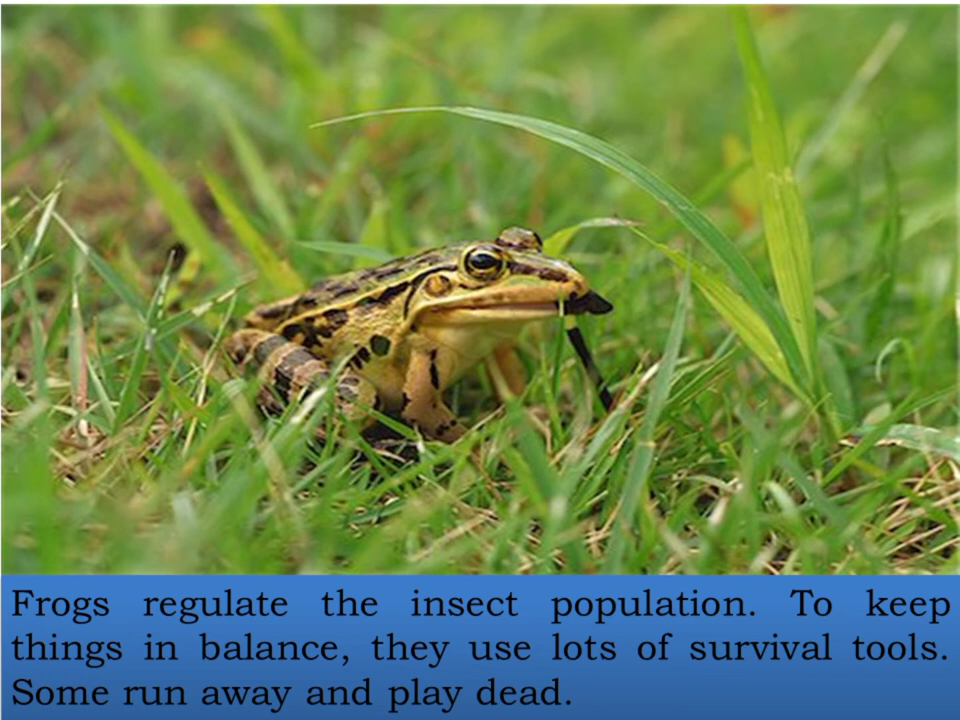 Frogs regulate the insect population. To keep
things in balance, they use lots of survival tools.
Some run away and play dead.